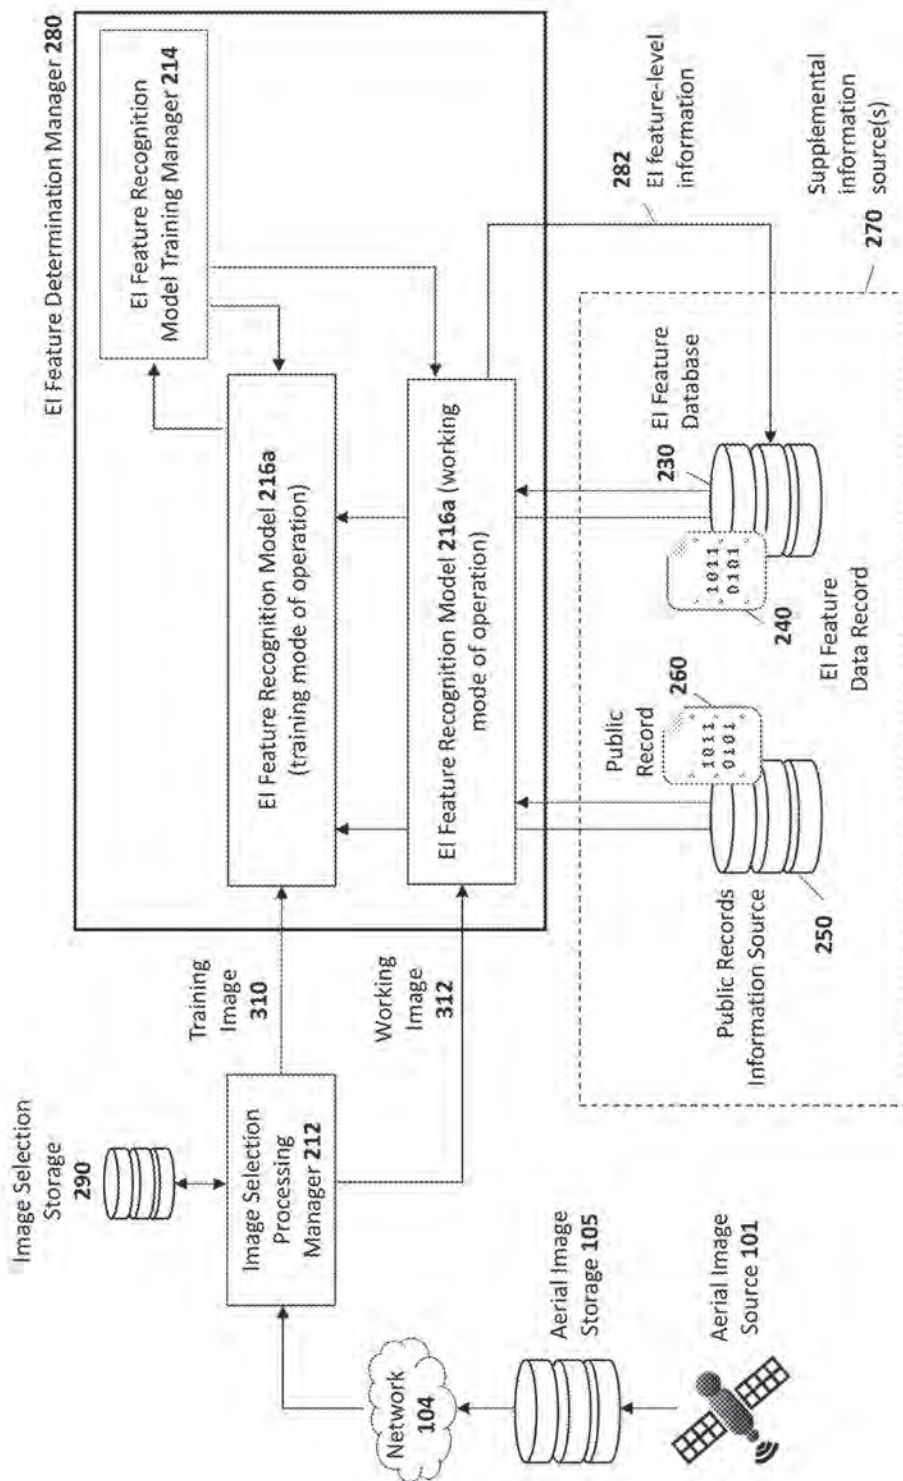 EI Feature Determination Manager 280
EI Feature Recognition
Model Training Manager 214
Image Selection
Storage
290
Training
Image
310
EI Feature Recognition Model 216a
(training mode of operation)
Image Selection
Processing
Manager 212
Working
Image
312
EI Feature Recognition Model 216a (working
mode of operation)
Network
104
282
EI feature-level
information
Aerial Image
Storage 105
Public
Record
260
1011
0101
230
EI Feature
Database
1011
0101
240
EI Feature
Data Record
Supplemental
information
source(s)
270
Aerial Image
Source 101
Public Records
Information Source
250